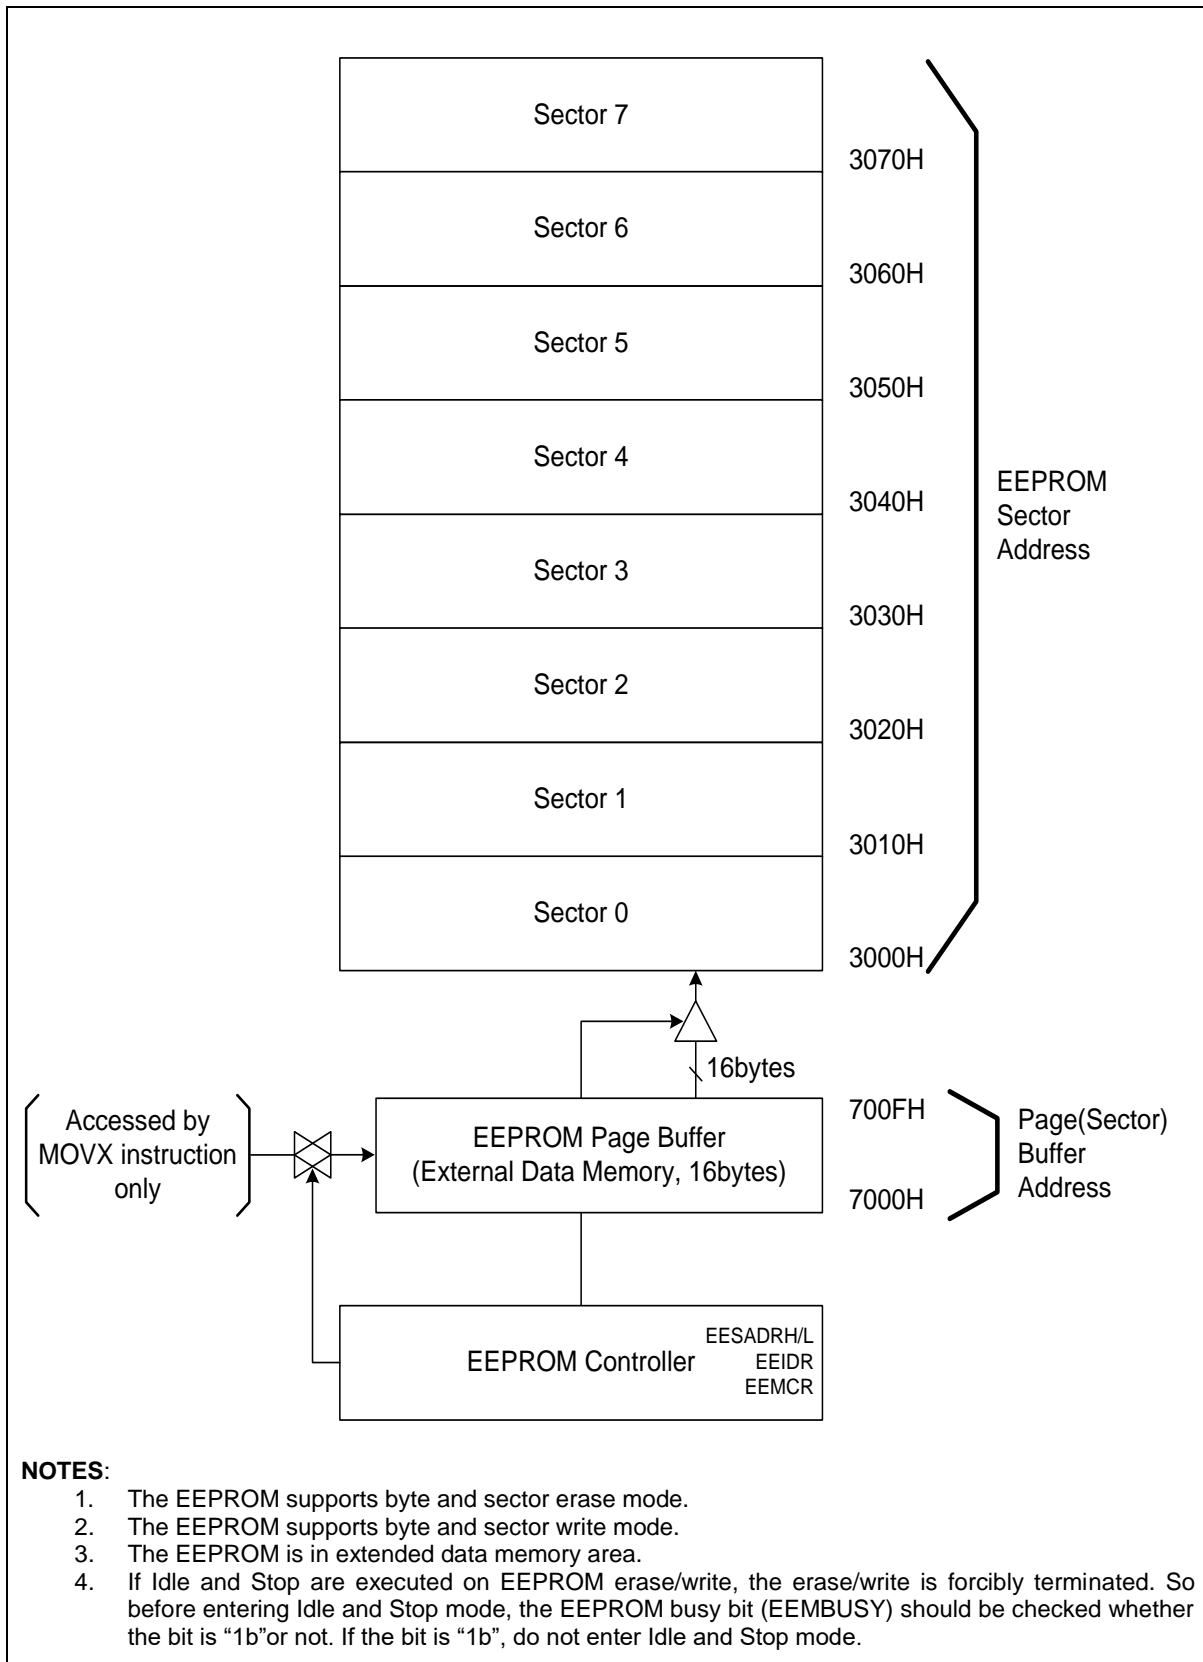 Sector 7
3070H
Sector 6
3060H
Sector 5
3050H
Sector 4
3040H
Sector 3
3030H
Sector 2
3020H
Sector 1
3010H
Sector 0
3000H
EEPROM
Sector
Address
16bytes
Accessed by
MOVX instruction
only
EEPROM Page Buffer
(External Data Memory, 16bytes)
700FH
7000H
Page(Sector)
Buffer
Address
EEPROM Controller
EESADRH/L
EEIDR
EEMCR
NOTES:
1. The EEPROM supports byte and sector erase mode.
2. The EEPROM supports byte and sector write mode.
3. The EEPROM is in extended data memory area.
4. If Idle and Stop are executed on EEPROM erase/write, the erase/write is forcibly terminated. So
before entering Idle and Stop mode, the EEPROM busy bit (EEMBUSY) should be checked whether
the bit is “1b”or not. If the bit is “1b”, do not enter Idle and Stop mode.